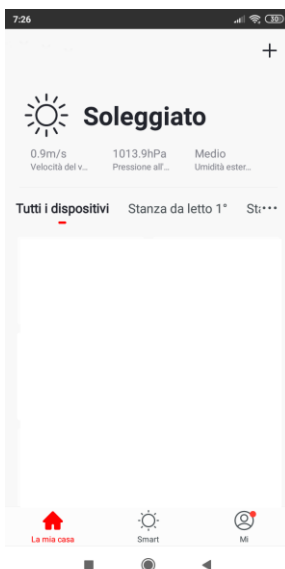 7:26
30
+
Soleggiato
0.9m/s 1013.9hPa Medio
Velocità del v... Pressione all'... Umidità ester...
Tutti i dispositivi Stanza da letto 1° St...
La mia casa Smart Mi